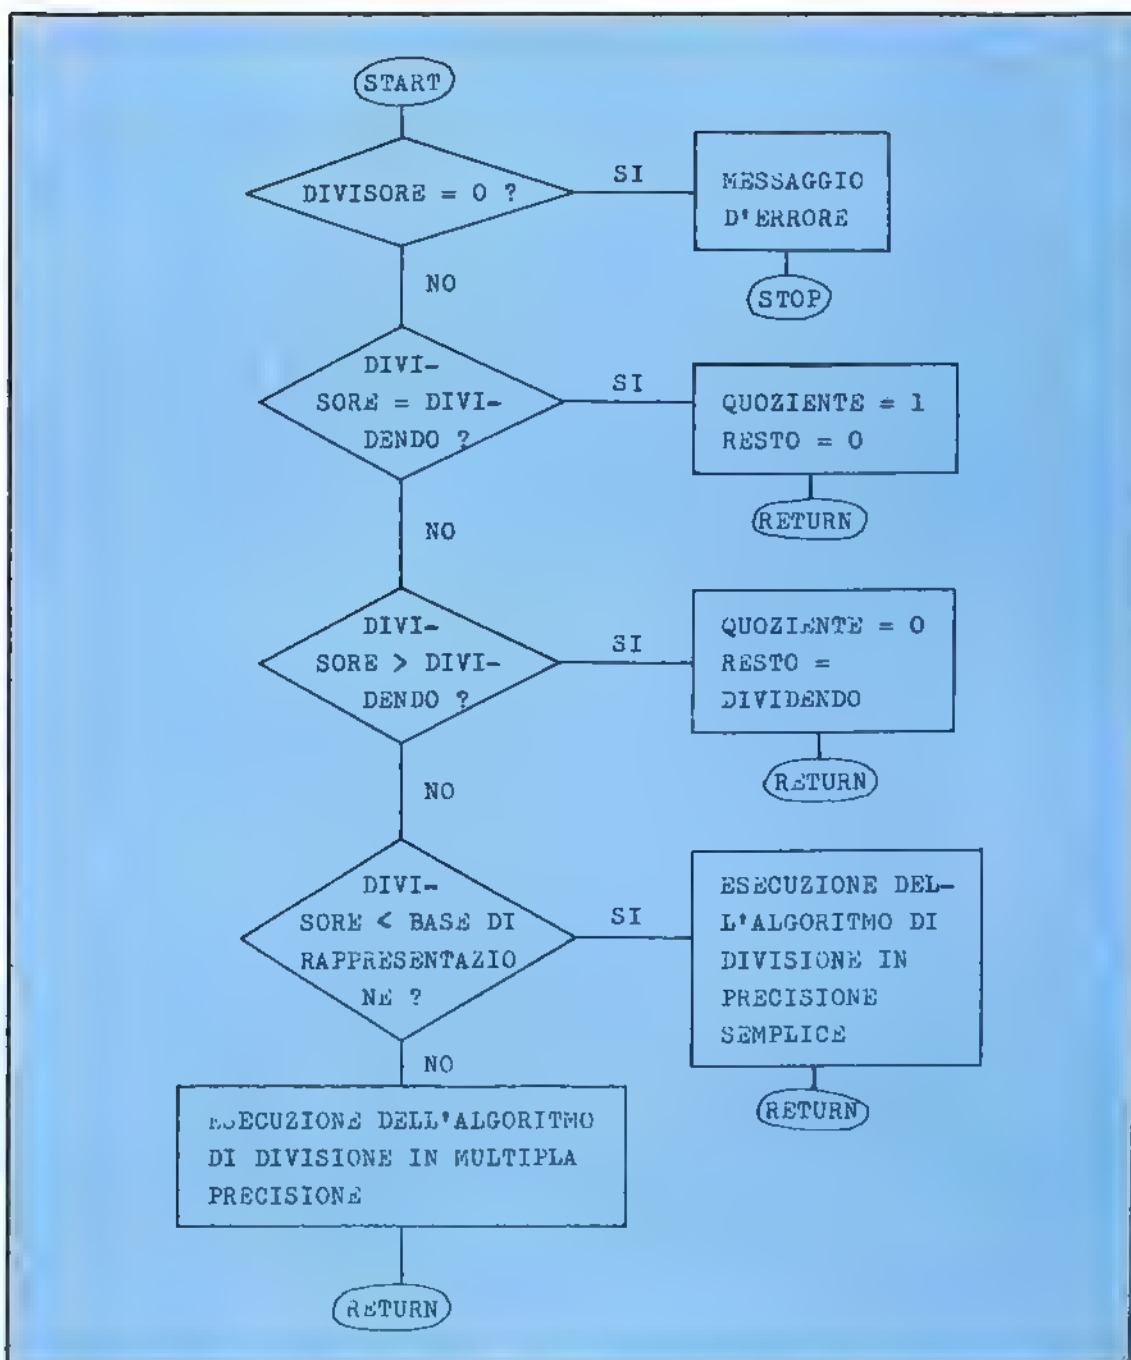 START
DIVISORE = 0 ?
SI
MESSAGGIO
D'ERRORE
STOP
NO
DIVI-
SORE = DIVI-
DENDO ?
SI
QUOZIENTE = 1
RESTO = 0
RETURN
NO
DIVI-
SORE > DIVI-
DENDO ?
SI
QUOZIENTE = 0
RESTO =
DIVIDENDO
RETURN
NO
DIVI-
SORE < BASE DI
RAPPRESENTAZIO
NE ?
SI
ESECUZIONE DEL-
L'ALGORITMO DI
DIVISIONE IN
PRECISIONE
SEMPLICE
RETURN
NO
ESECUZIONE DELL'ALGORITMO
DI DIVISIONE IN MULTIPLA
PRECISIONE
RETURN